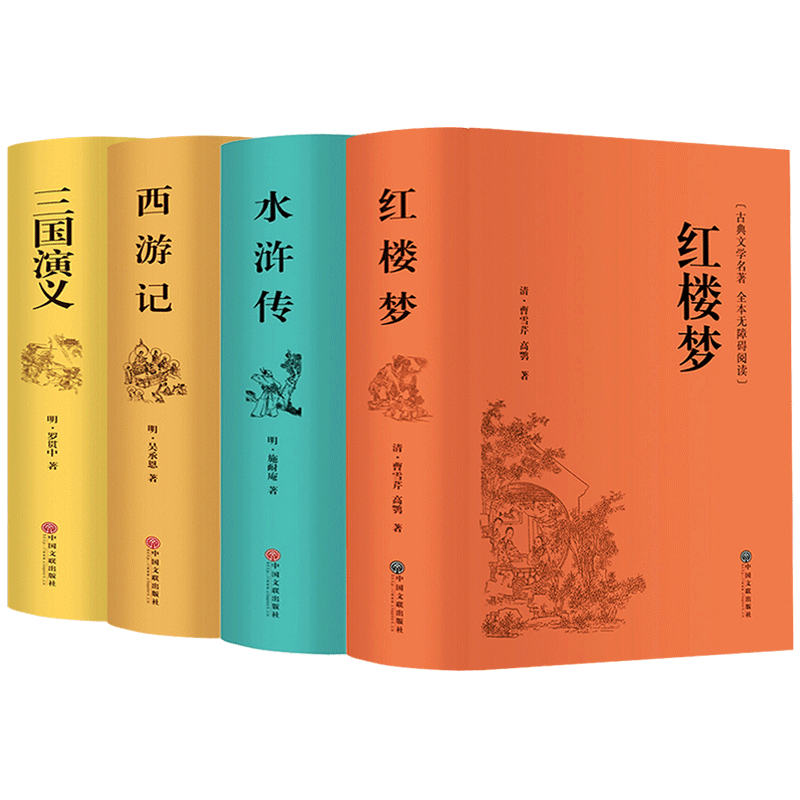 三国演义
明·罗贯中 著
中国文联出版社
西游记
明·吴承恩 著
中国文联出版社
水浒传
明·施耐庵 著
中国文联出版社
红楼梦
清·曹雪芹 高鹗 著
中国文联出版社
[古典文学名著 全本无障碍阅读]
红楼梦
清·曹雪芹 高鹗 著
中国文联出版社